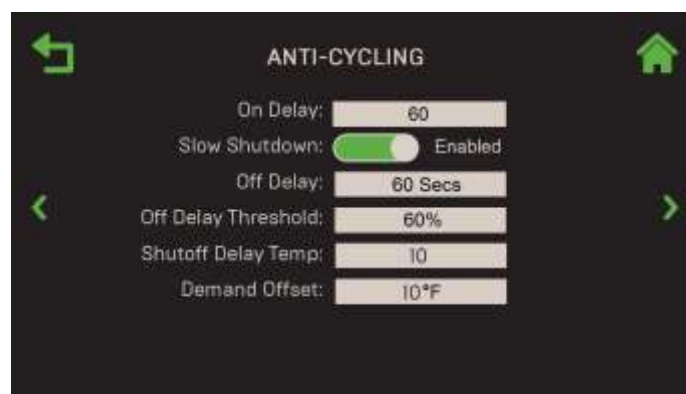 ANTI-CYCLING
On Delay: 60
Slow Shutdown: Enabled
Off Delay: 60 Secs
Off Delay Threshold: 60%
Shutoff Delay Temp: 10
Demand Offset: 10°F